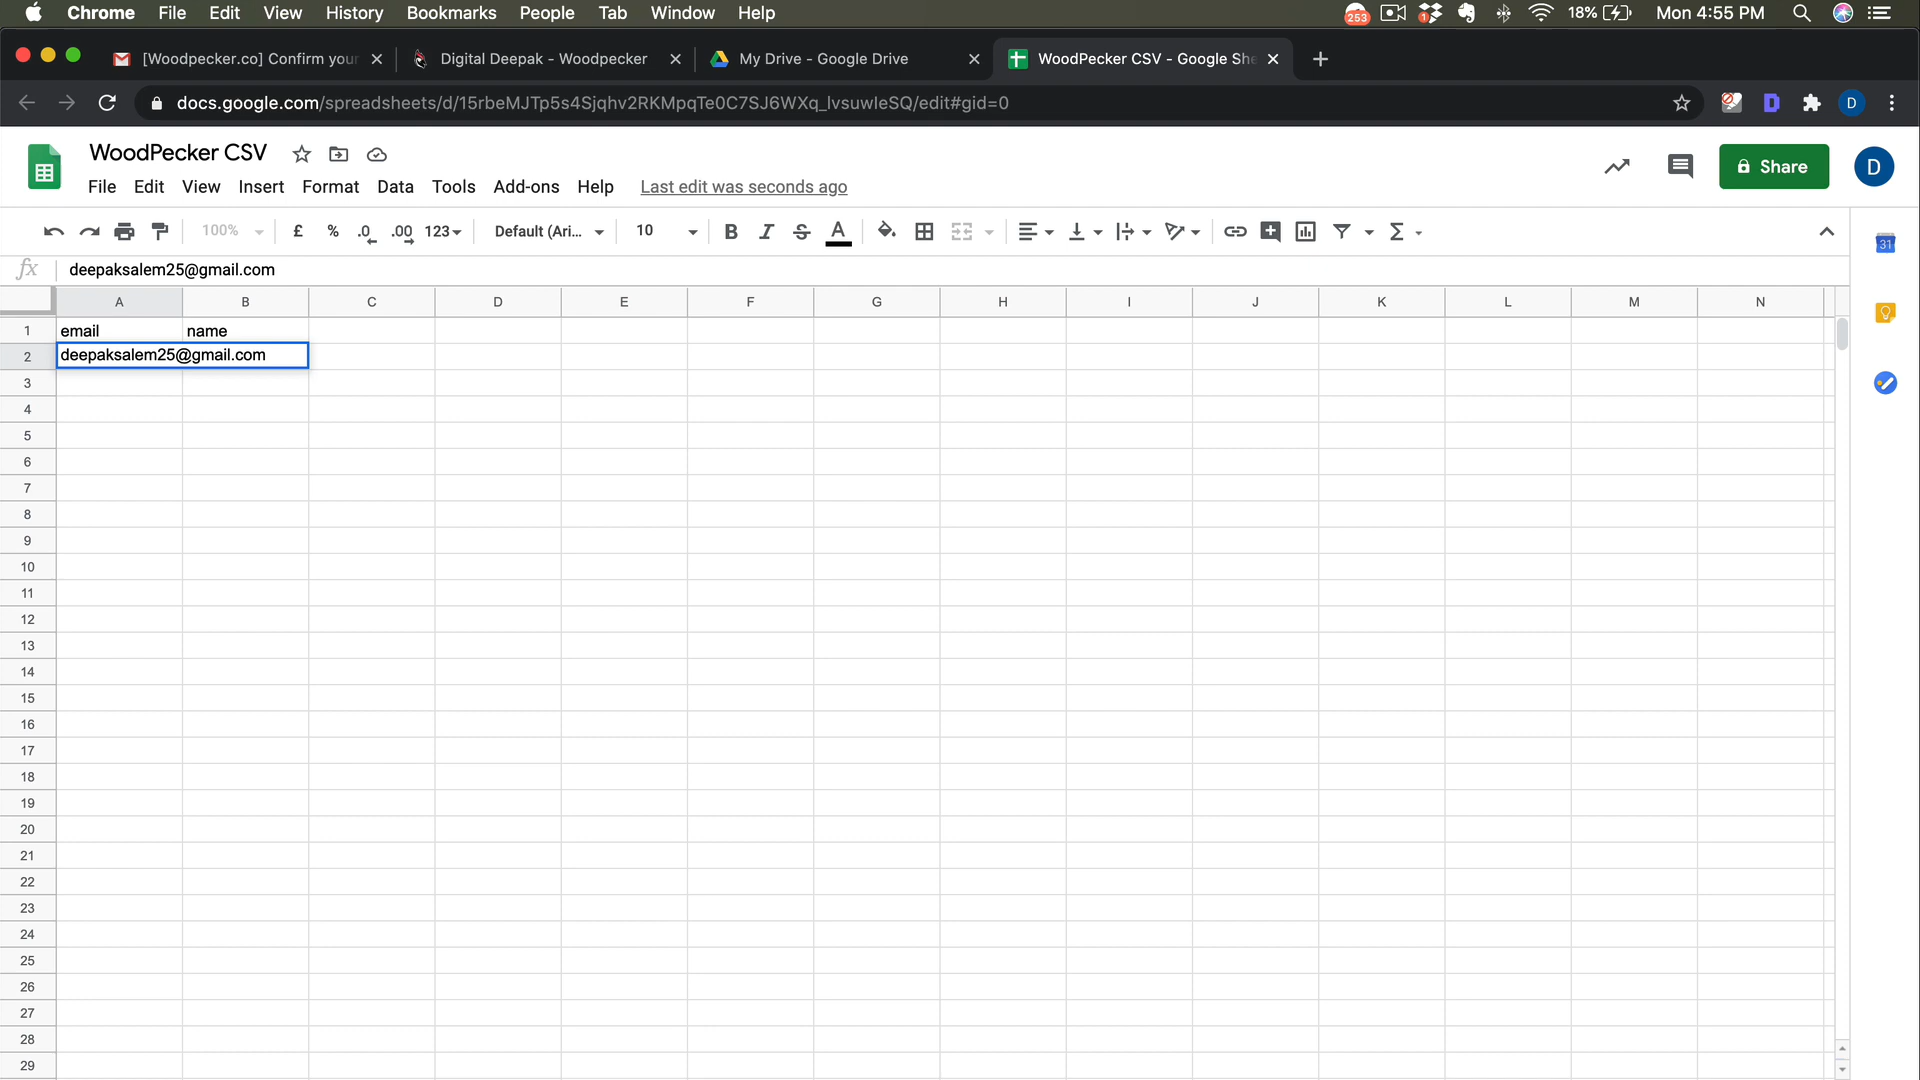 Chrome File Edit View History Bookmarks People Tab Window Help 253 1 18% Mon 4:55 PM
[Woodpecker.co] Confirm your Digital Deepak - Woodpecker My Drive - Google Drive WoodPecker CSV - Google She
docs.google.com/spreadsheets/d/15rbeMJTp5s4Sjqhv2RKMpqTe0C7SJ6WXq_lvsuwIeSQ/edit#gid=0 D D
WoodPecker CSV
File Edit View Insert Format Data Tools Add-ons Help Last edit was seconds ago
Share D
100% £ % .0 .00 123 Default (Ari... 10 B I S A Σ 31
fx deepaksalem25@gmail.com
A B C D E F G H I J K L M N
1 email name
2 deepaksalem25@gmail.com
3
4
5
6
7
8
9
10
11
12
13
14
15
16
17
18
19
20
21
22
23
24
25
26
27
28
29